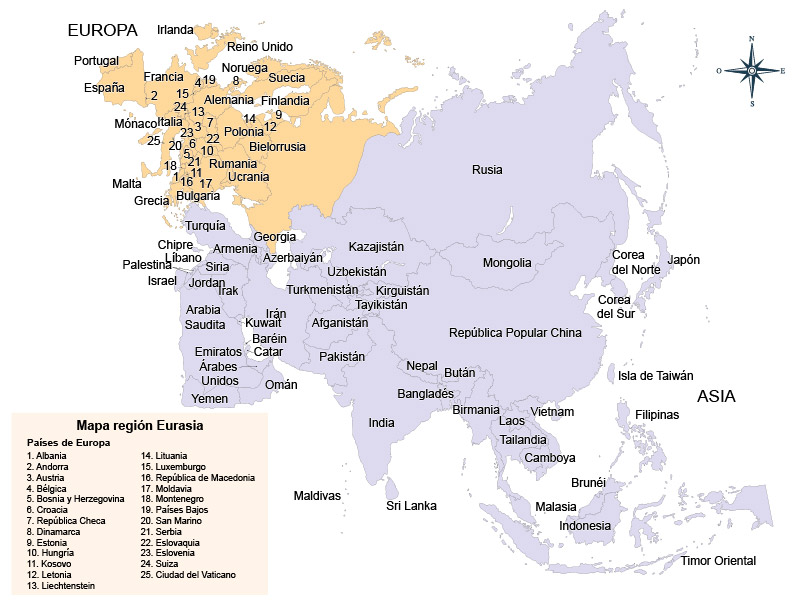 EUROPA
Irlanda
Reino Unido
N
O
E
S
Portugal
Noruega
Francia
4
19
8
Suecia
España
2
15
Alemania
Finlandia
24
13
9
Mónaco
Italia
3
7
14
12
23
Polonia
25
20
6
22
Bielorrusia
5
10
18
21
Rumania
Rusia
1
11
Ucrania
Malta
16
17
Grecia
Bulgaria
Turquía
Georgia
Chipre
Armenia
Kazajistán
Líbano
Azerbaiyán
Corea
del Norte
Japón
Palestina
Siria
Uzbekistán
Mongolia
Israel
Jordan
Turkmenistán
Kirguistán
Irak
Tayikistán
Corea
del Sur
Arabia
Saudita
Irán
Kuwait
Afganistán
República Popular China
Baréin
Catar
Pakistán
Emiratos
Árabes
Unidos
Nepal
Bután
Isla de Taiwán
Omán
Bangladés
ASIA
Yemen
Birmania
Vietnam
Filipinas
India
Laos
Tailandia
Camboya
Brunéi
Maldivas
Sri Lanka
Malasia
Indonesia
Timor Oriental
Mapa región Eurasia
Países de Europa
1. Albania
2. Andorra
3. Austria
4. Bélgica
5. Bosnia y Herzegovina
6. Croacia
7. República Checa
8. Dinamarca
9. Estonia
10. Hungría
11. Kosovo
12. Letonia
13. Liechtenstein
14. Lituania
15. Luxemburgo
16. República de Macedonia
17. Moldavia
18. Montenegro
19. Países Bajos
20. San Marino
21. Serbia
22. Eslovaquia
23. Eslovenia
24. Suiza
25. Ciudad del Vaticano